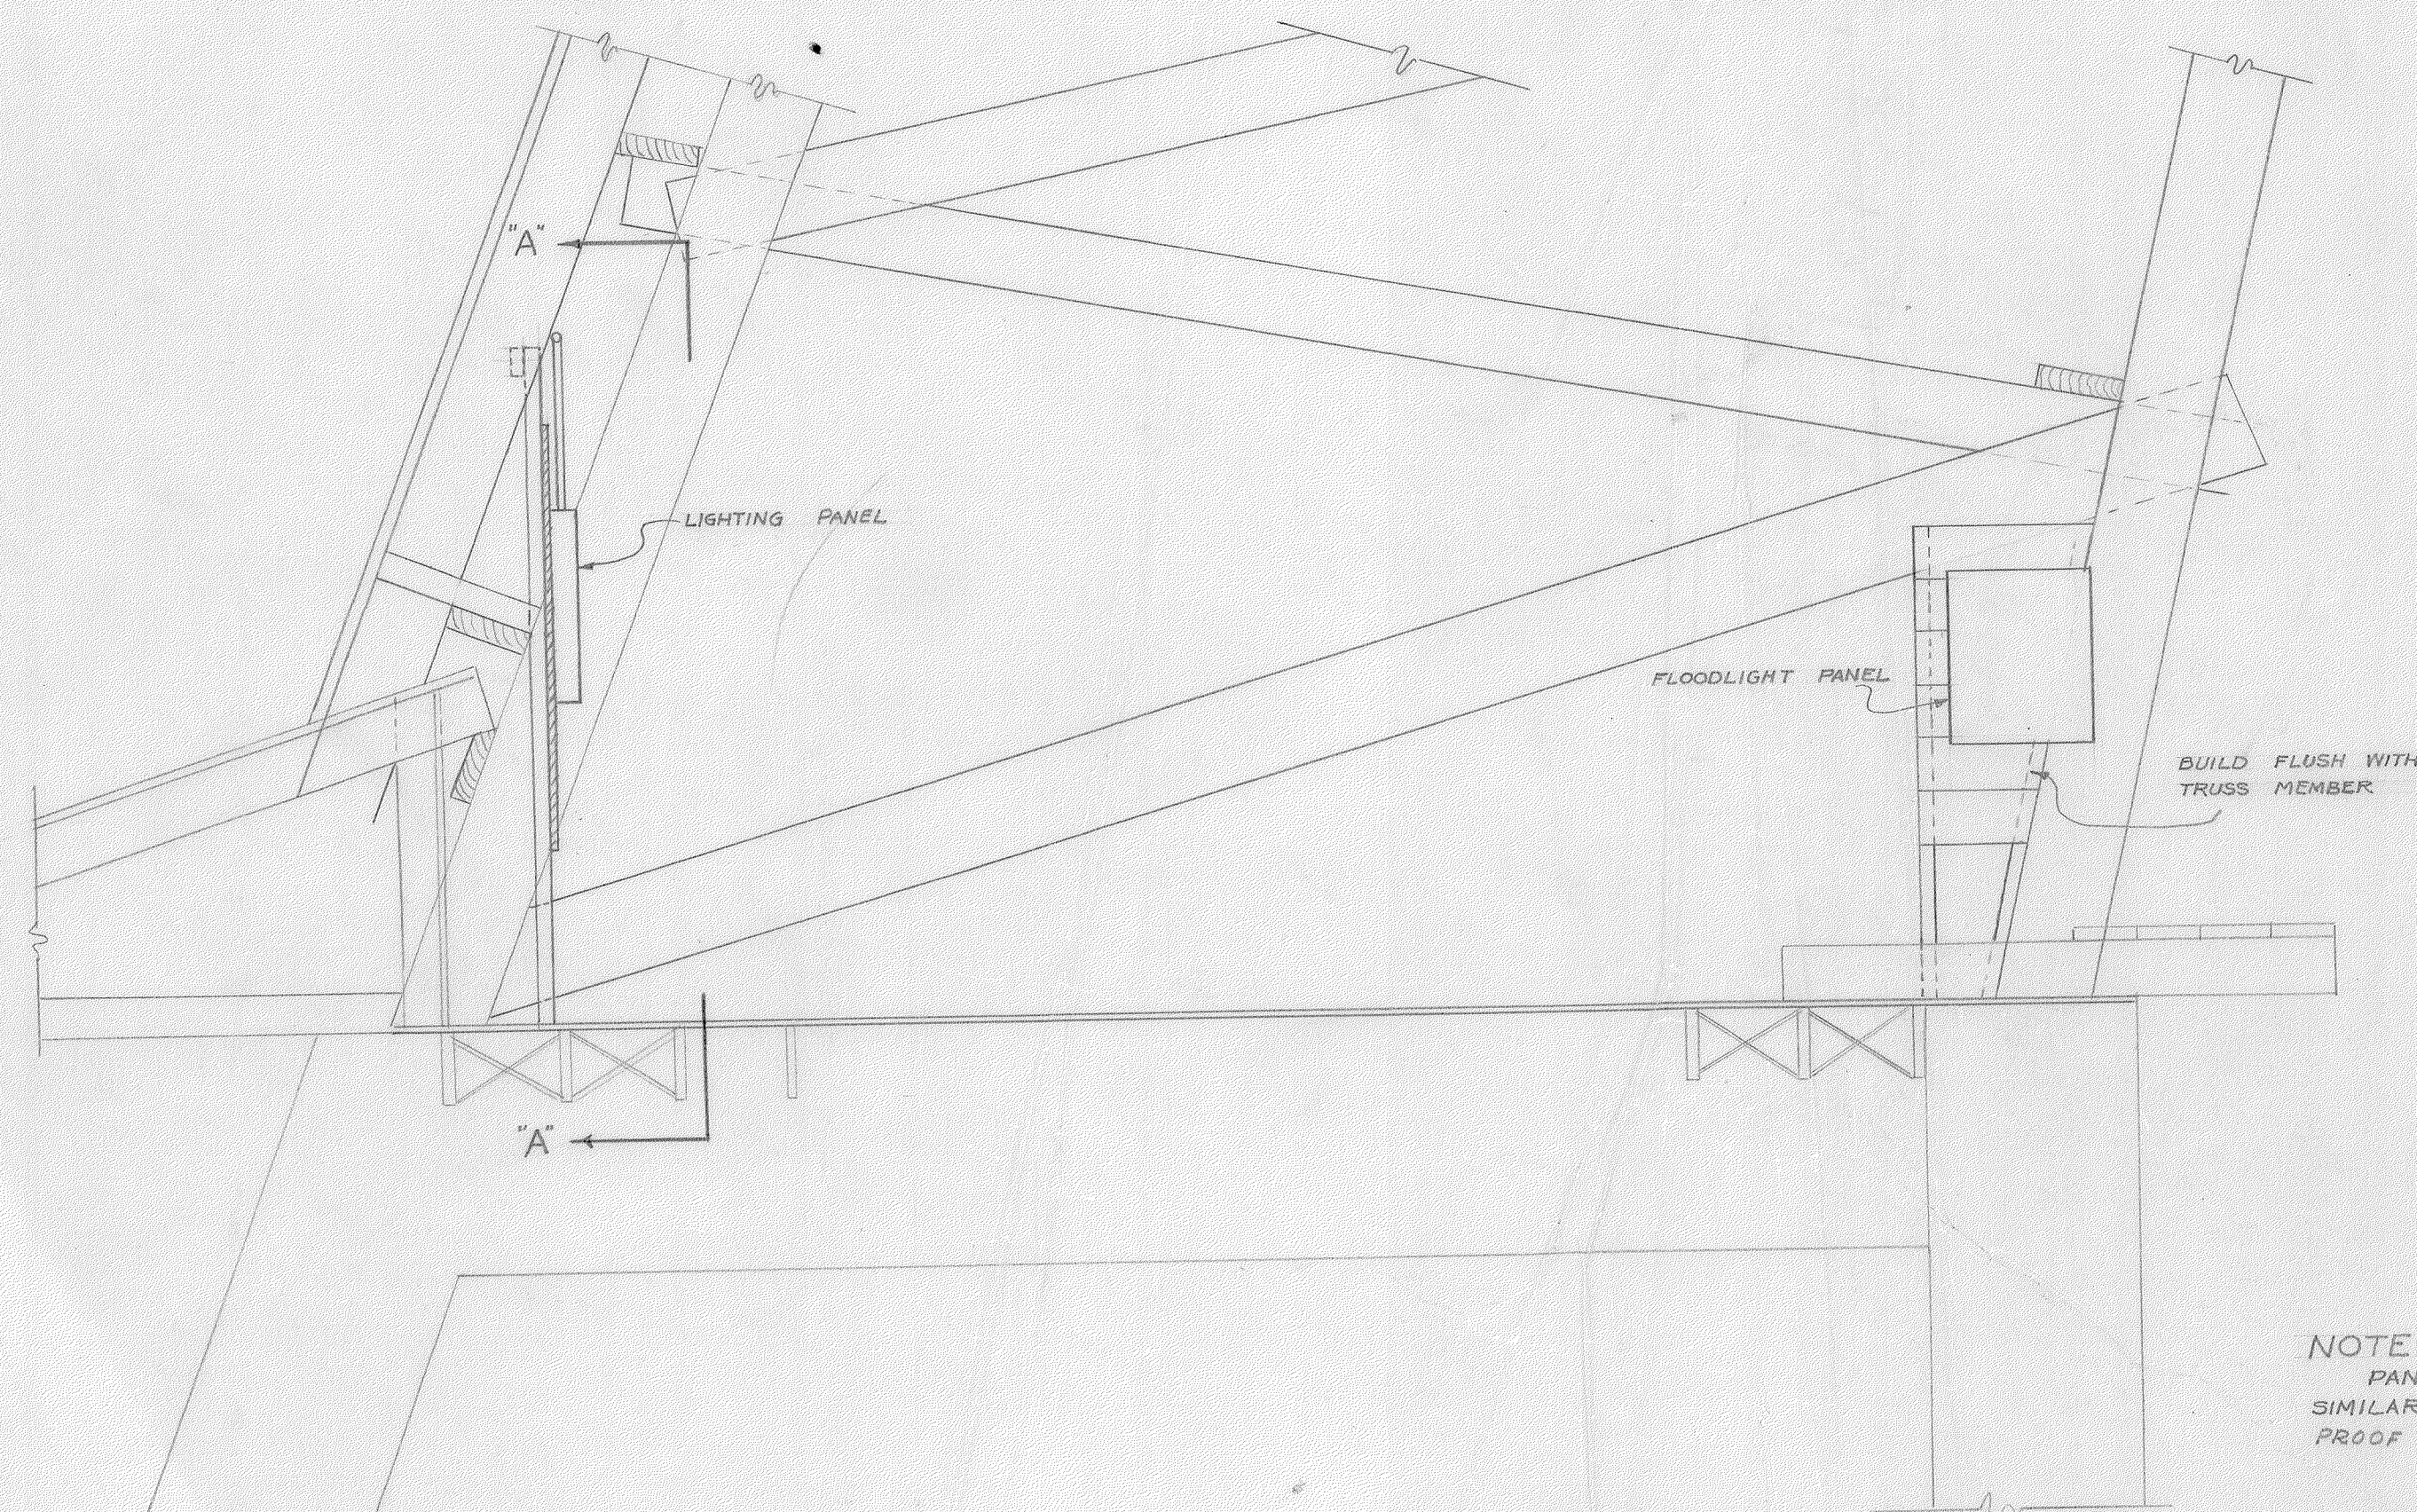 "A"
LIGHTING PANEL
FLOODLIGHT PANEL
BUILD FLUSH WITH
TRUSS MEMBER
"A"
NOTE
PAN
SIMILAR
PROOF